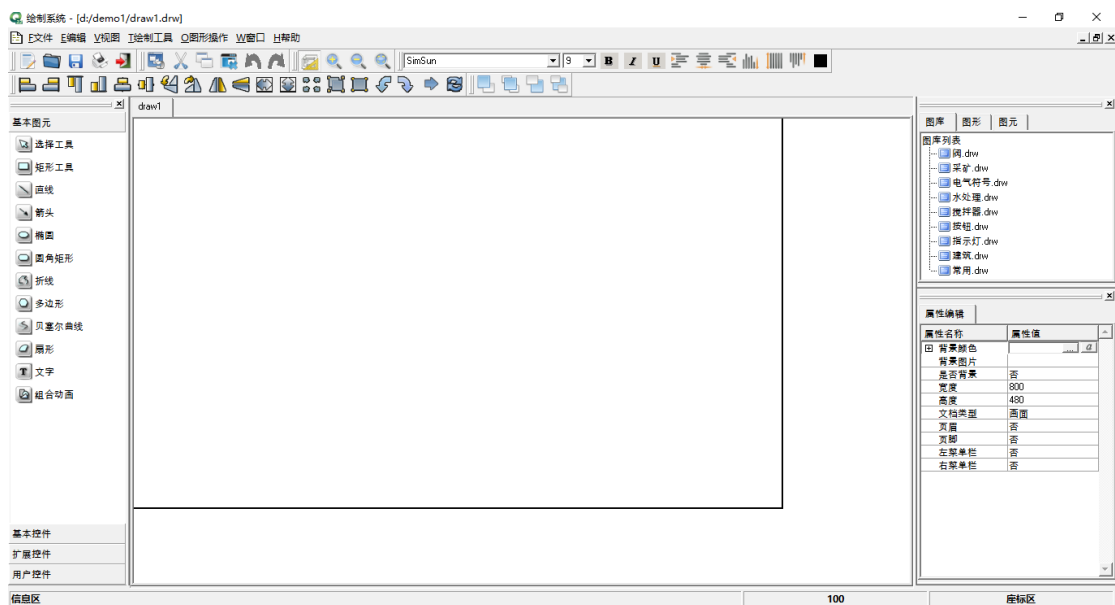 绘制系统 - [d:/demo1/draw1.drw]
F文件 E编辑 V视图 T绘制工具 O图形操作 W窗口 H帮助
SimSun 9 B I U
draw1
基本图元
选择工具
矩形工具
直线
箭头
椭圆
圆角矩形
折线
多边形
贝塞尔曲线
扇形
T 文字
组合动画
基本控件
扩展控件
用户控件
图库 图形 图元
图库列表
阀.drw
采矿.drw
电气符号.drw
水处理.drw
搅拌器.drw
按钮.drw
指示灯.drw
建筑.drw
常用.drw
属性编辑
属性名称 属性值
背景颜色 ... a
背景图片
是否背景 否
宽度 800
高度 480
文档类型 画面
页眉 否
页脚 否
左菜单栏 否
右菜单栏 否
信息区 100 座标区